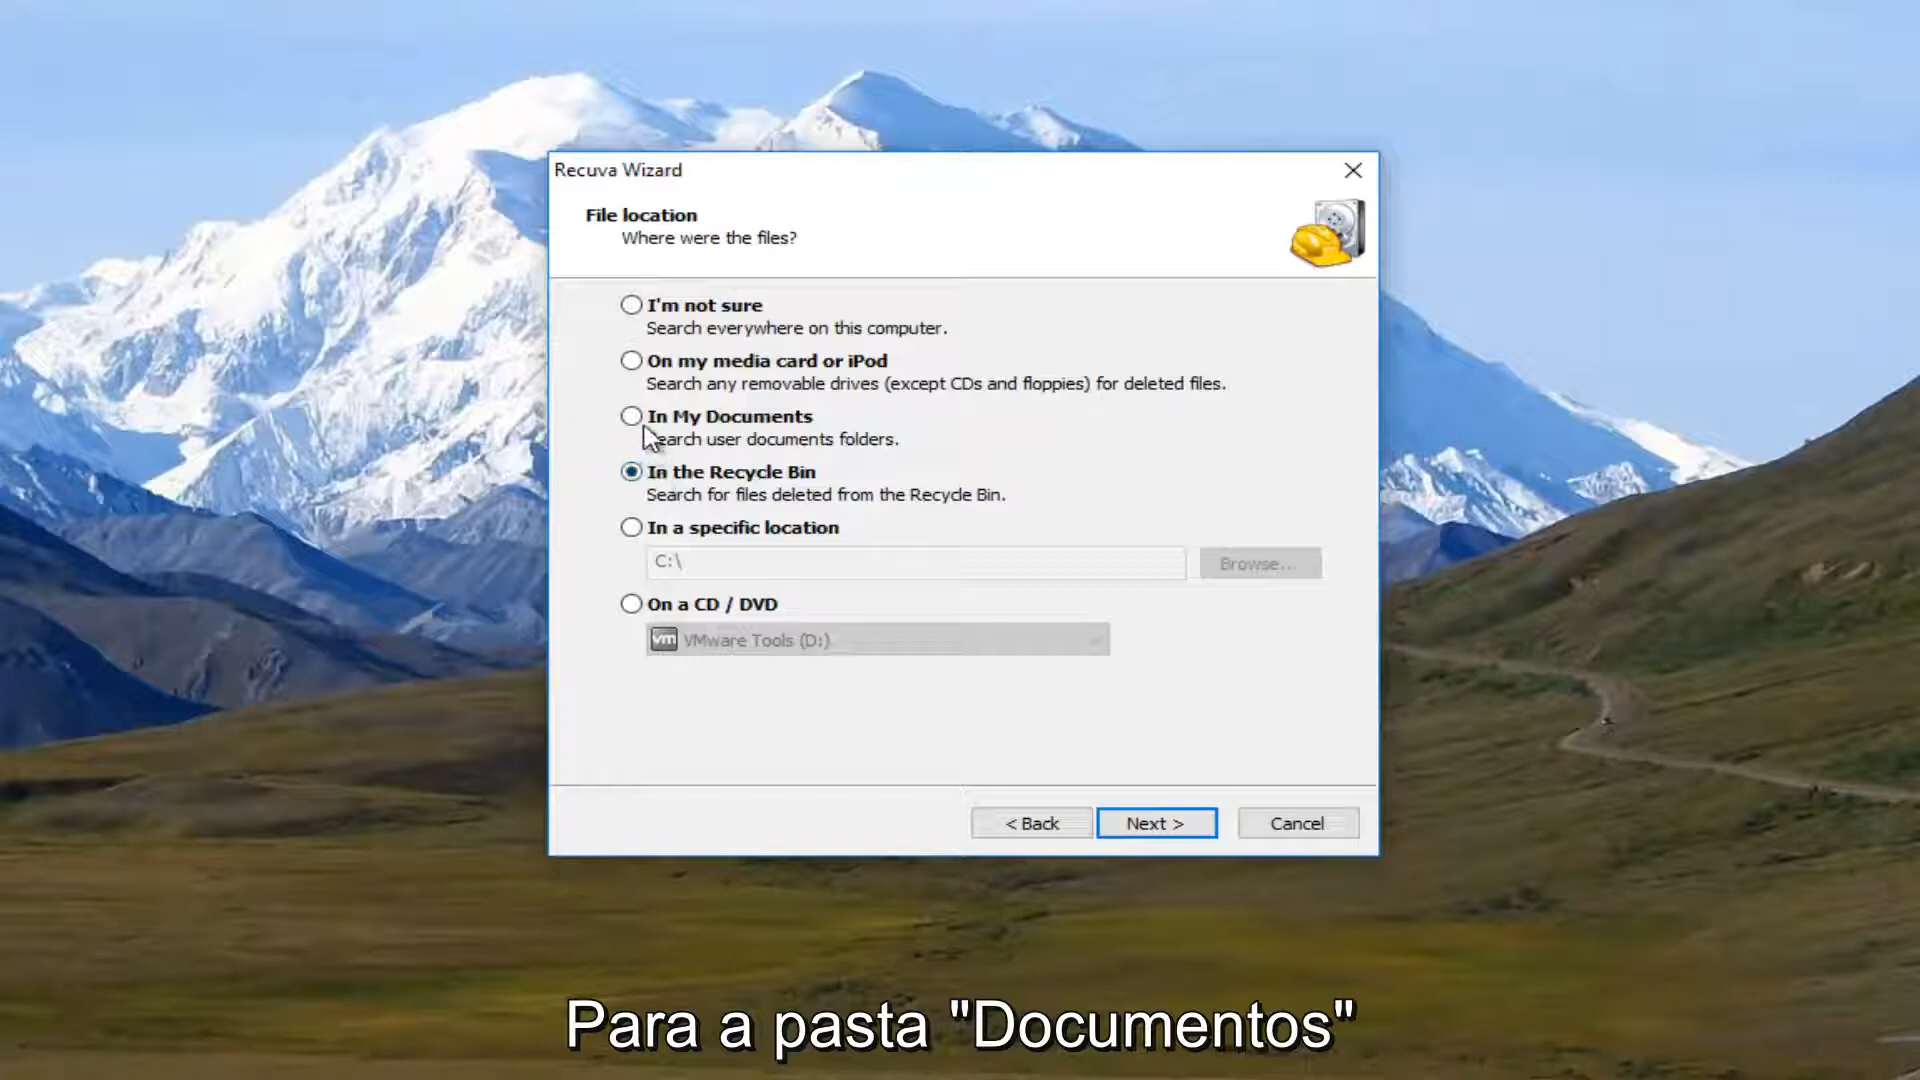 Recuva Wizard
File location
Where were the files?
I'm not sure
Search everywhere on this computer.
On my media card or iPod
Search any removable drives (except CDs and floppies) for deleted files.
In My Documents
Search user documents folders.
In the Recycle Bin
Search for files deleted from the Recycle Bin.
In a specific location
C:\
Browse...
On a CD / DVD
vm VMware Tools (D:)
< Back
Next >
Cancel
Para a pasta "Documentos"